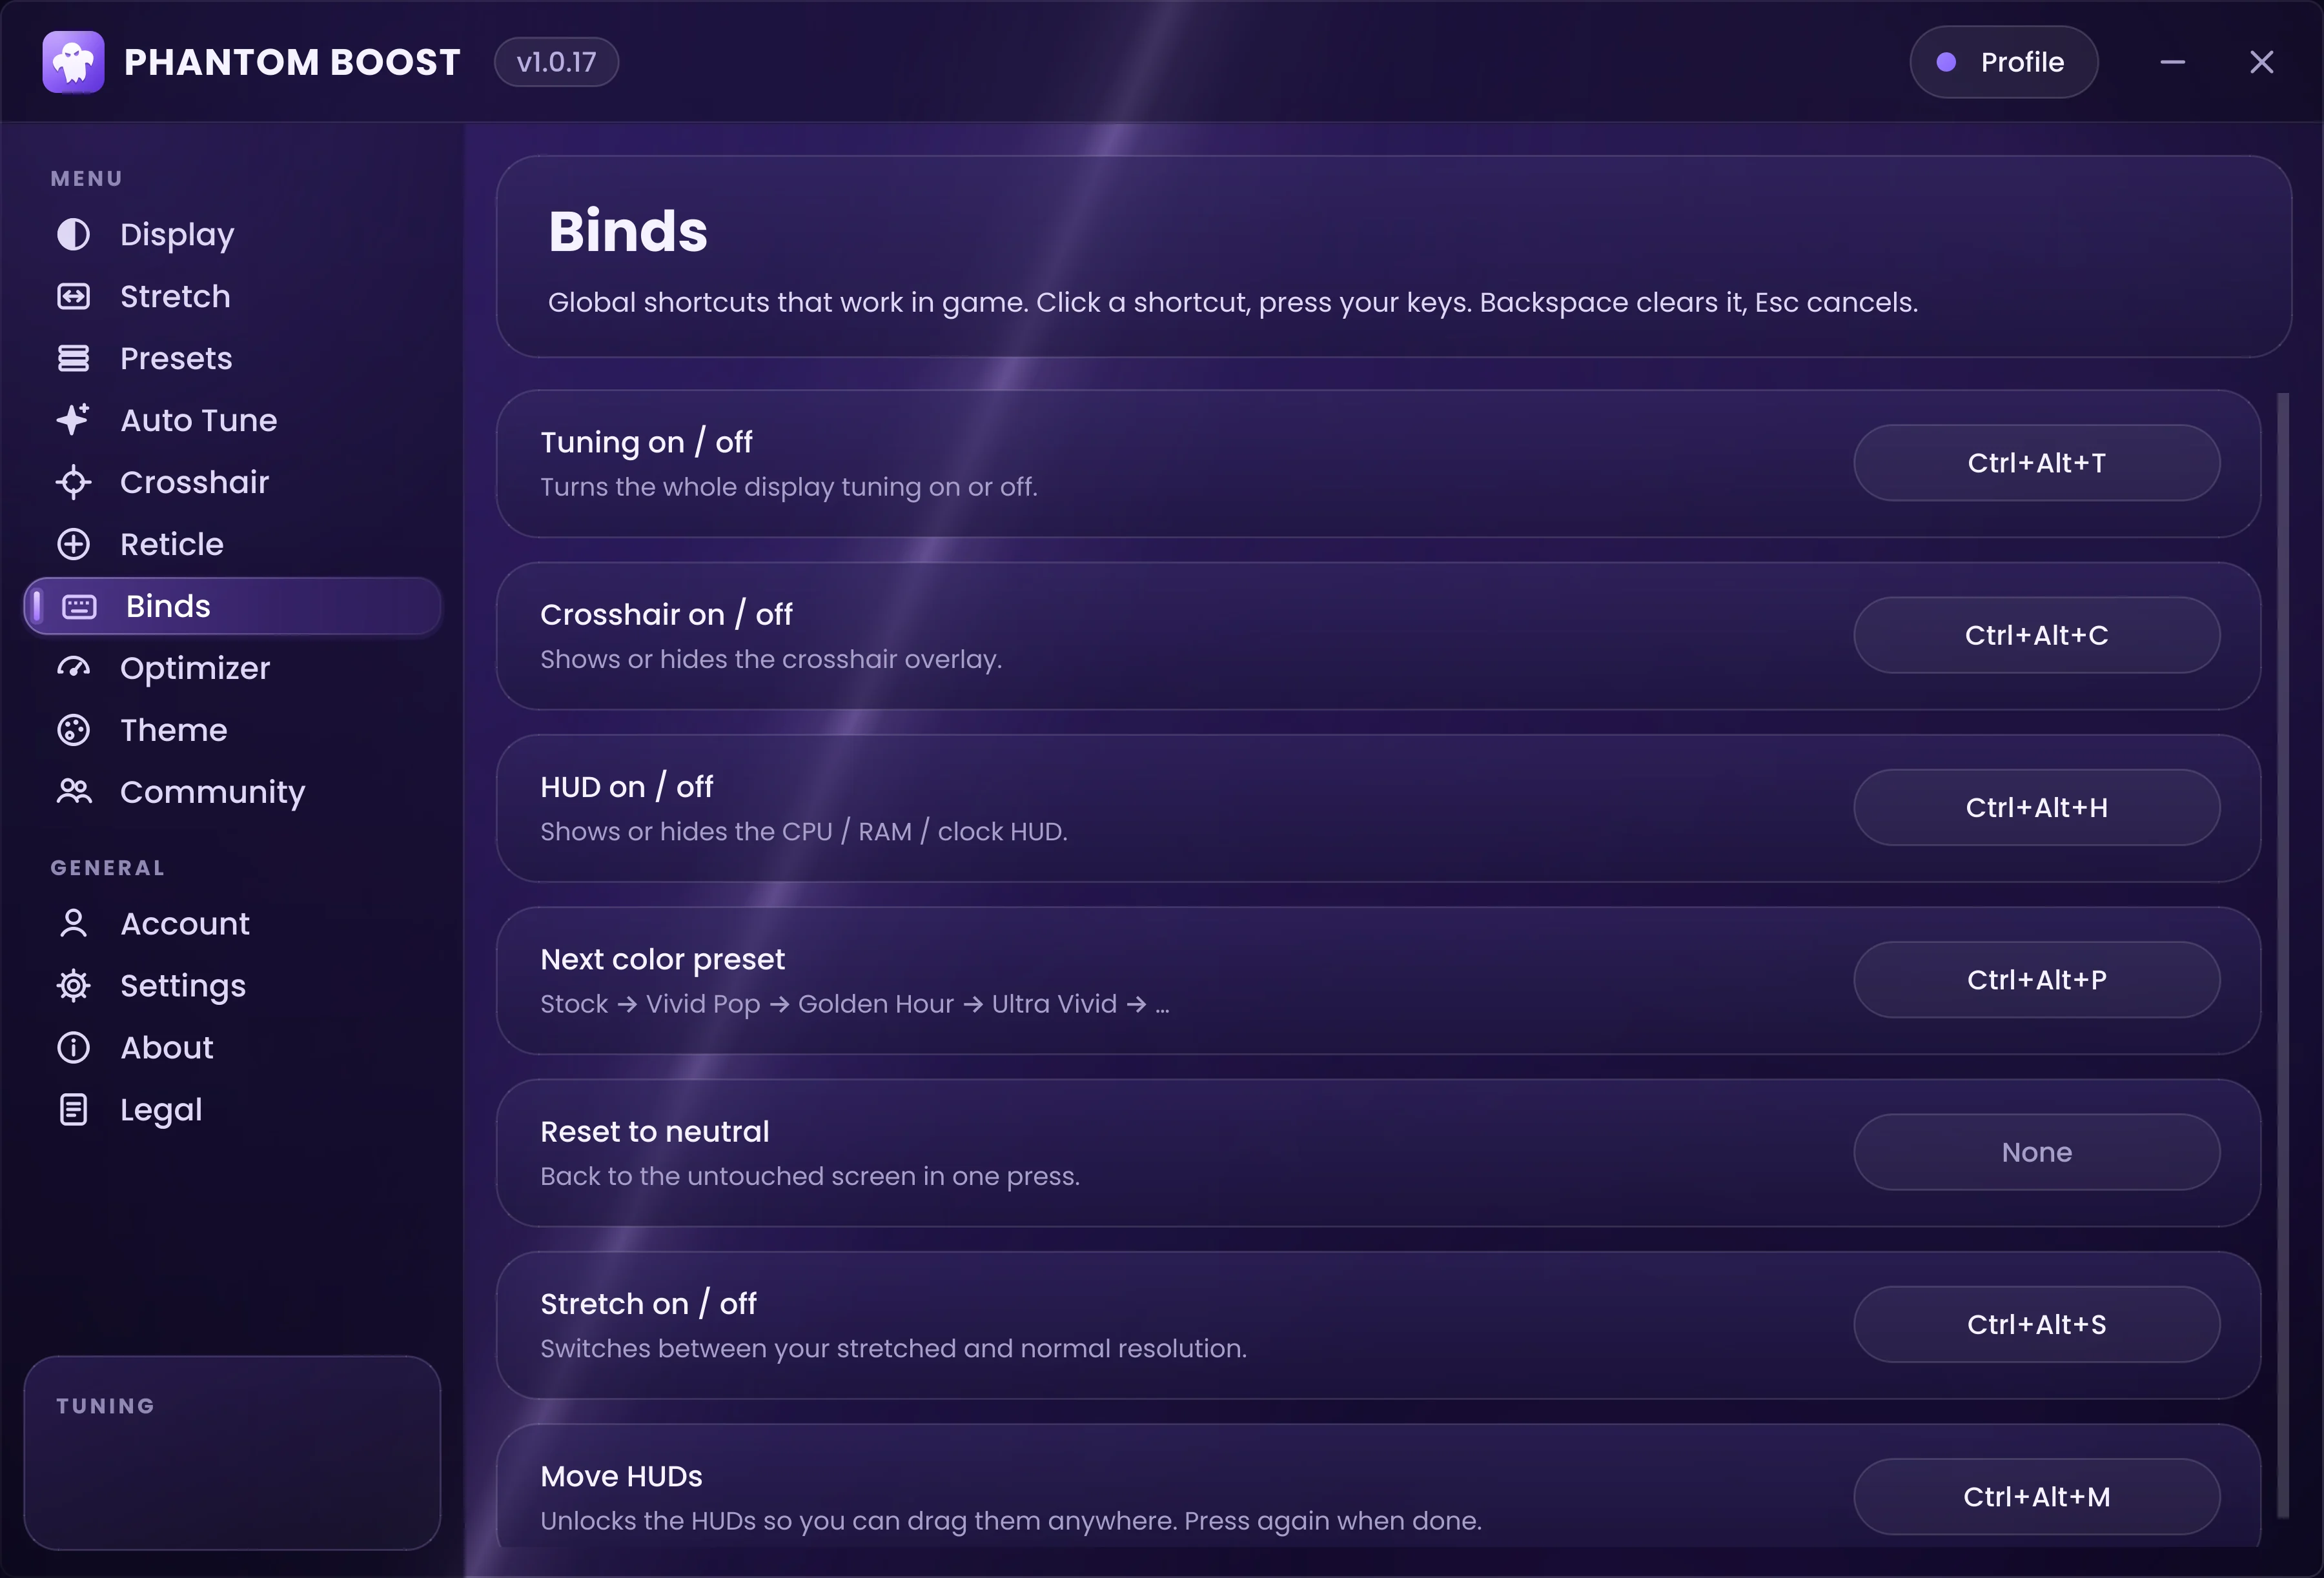 PHANTOM BOOST v1.0.17 Profile
MENU
Display
Stretch
Presets
Auto Tune
Crosshair
Reticle
Binds
Optimizer
Theme
Community
GENERAL
Account
Settings
About
Legal
TUNING
Binds
Global shortcuts that work in game. Click a shortcut, press your keys. Backspace clears it, Esc cancels.
Tuning on / off
Turns the whole display tuning on or off.
Ctrl+Alt+T
Crosshair on / off
Shows or hides the crosshair overlay.
Ctrl+Alt+C
HUD on / off
Shows or hides the CPU / RAM / clock HUD.
Ctrl+Alt+H
Next color preset
Stock → Vivid Pop → Golden Hour → Ultra Vivid → ...
Ctrl+Alt+P
Reset to neutral
Back to the untouched screen in one press.
None
Stretch on / off
Switches between your stretched and normal resolution.
Ctrl+Alt+S
Move HUDs
Unlocks the HUDs so you can drag them anywhere. Press again when done.
Ctrl+Alt+M